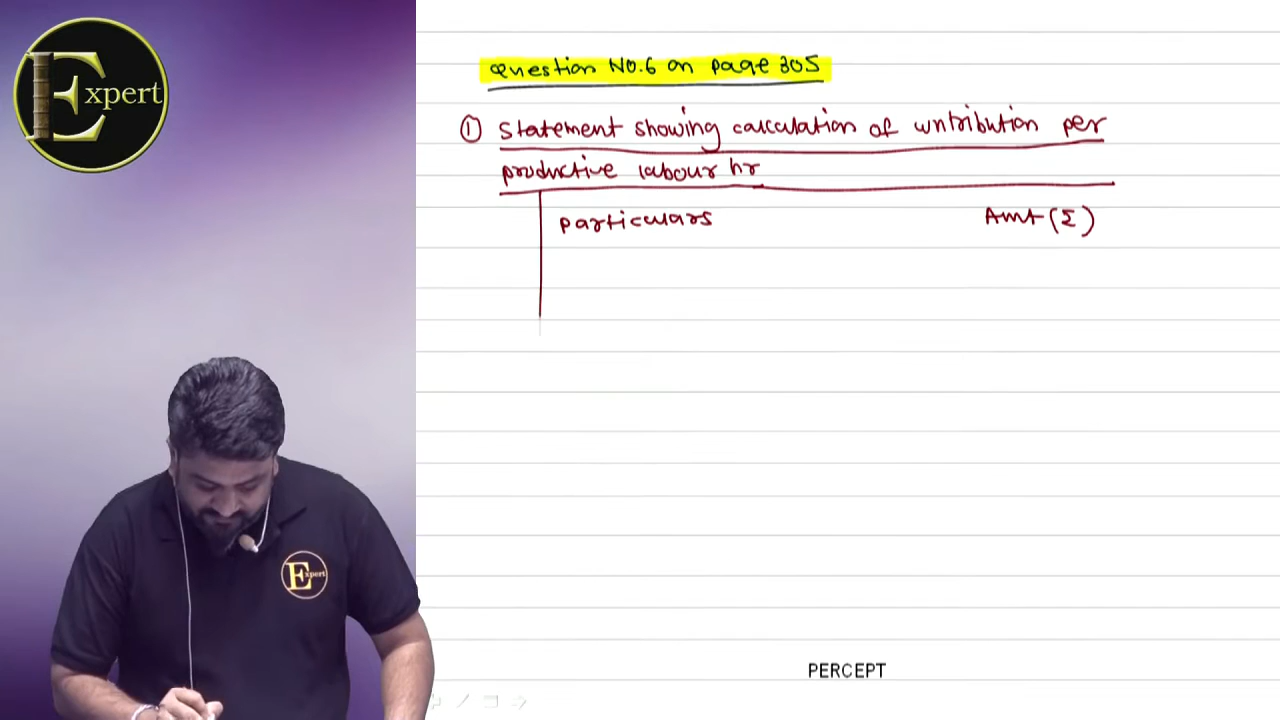 Expert
Question No.6 on page 305
① Statement showing calculation of contribution per
productive labour hr
Particulars Amt (Σ)
Expert
PERCEPT